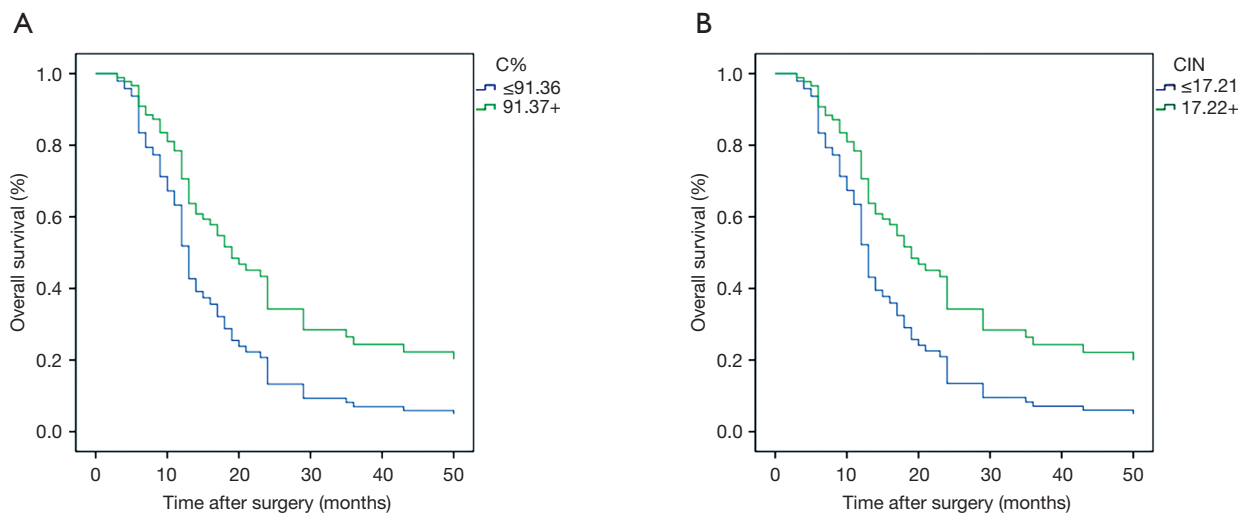 A
C%
≤91.36
91.37+
1.0
0.8
0.6
0.4
0.2
0.0
Overall survival (%)
0 10 20 30 40 50
Time after surgery (months)
B
CIN
≤17.21
17.22+
1.0
0.8
0.6
0.4
0.2
0.0
Overall survival (%)
0 10 20 30 40 50
Time after surgery (months)